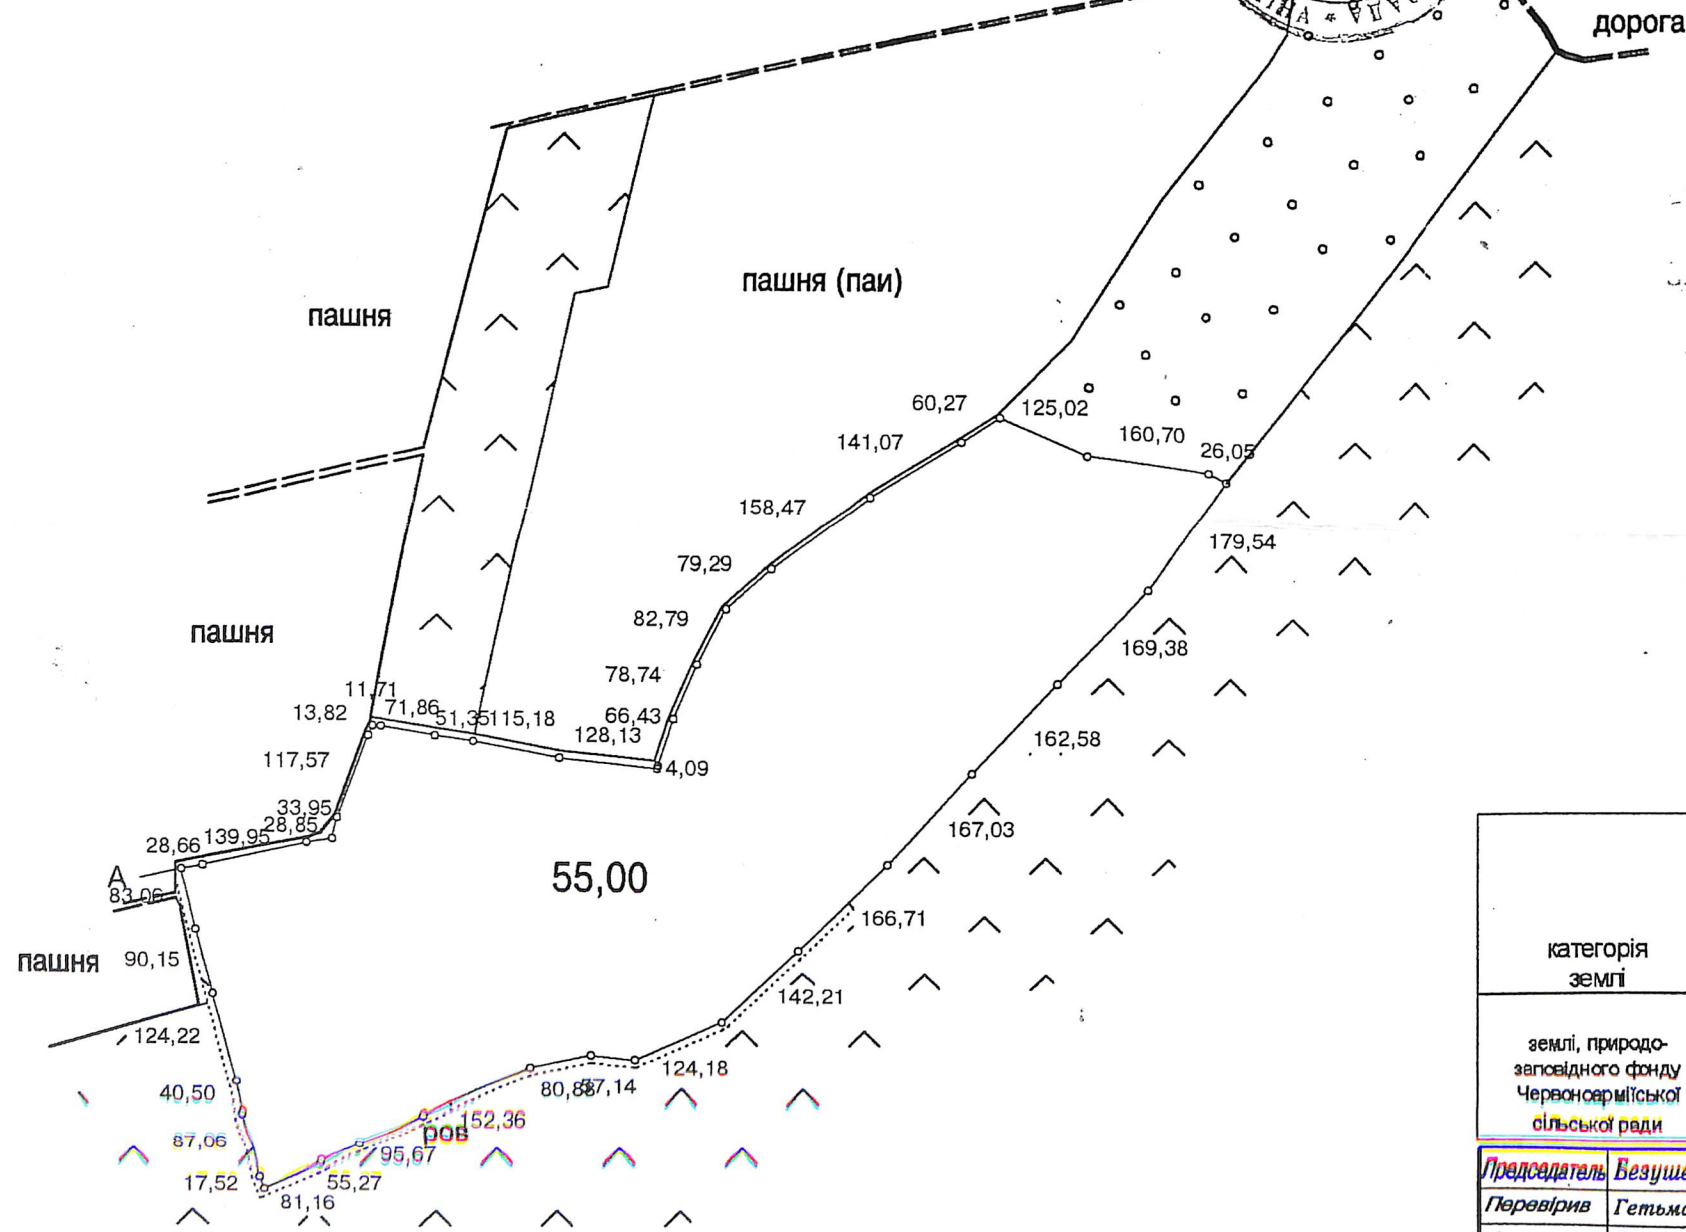 дорога
пашня
пашня (паи)
60,27
125,02
141,07
160,70
26,05
158,47
179,54
79,29
82,79
пашня
169,38
78,74
11,71
13,82
71,86
51,35
115,18
66,43
128,13
4,09
162,58
117,57
33,95
28,85
139,95
28,66
167,03
А
83,06
55,00
166,71
пашня
90,15
142,21
124,22
124,18
40,50
80,88
57,14
152,36
ров
87,06
95,67
17,52
55,27
81,16
категорія
землі
землі, природо-
заповідного фонду
Червоноармійської
сільської ради
Председатель
Перевірив